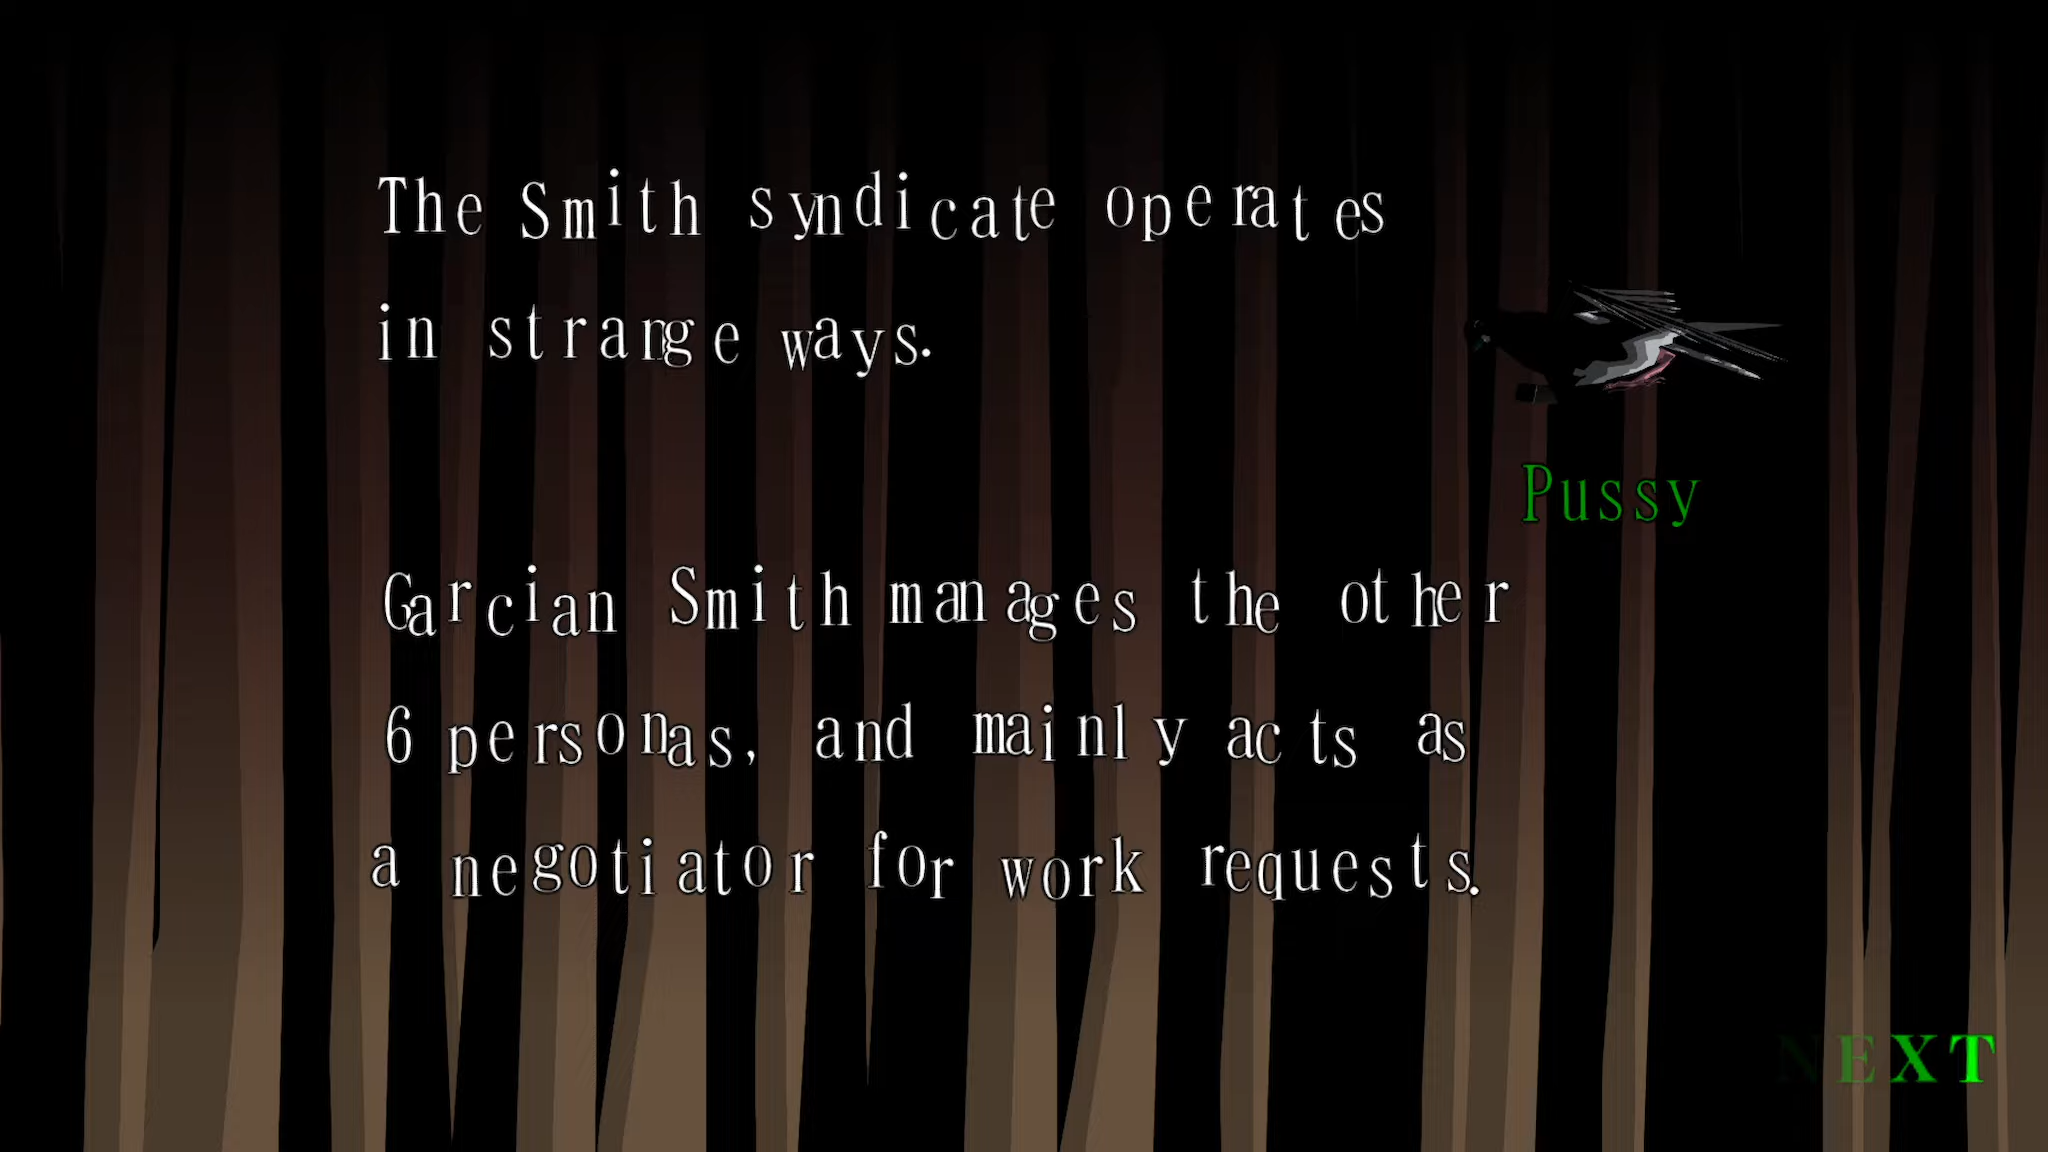 The Smith syndicate operates
in strange ways.
Pussy
Garcian Smith manages the other
6 personas, and mainly acts as
a negotiator for work requests.
NEXT